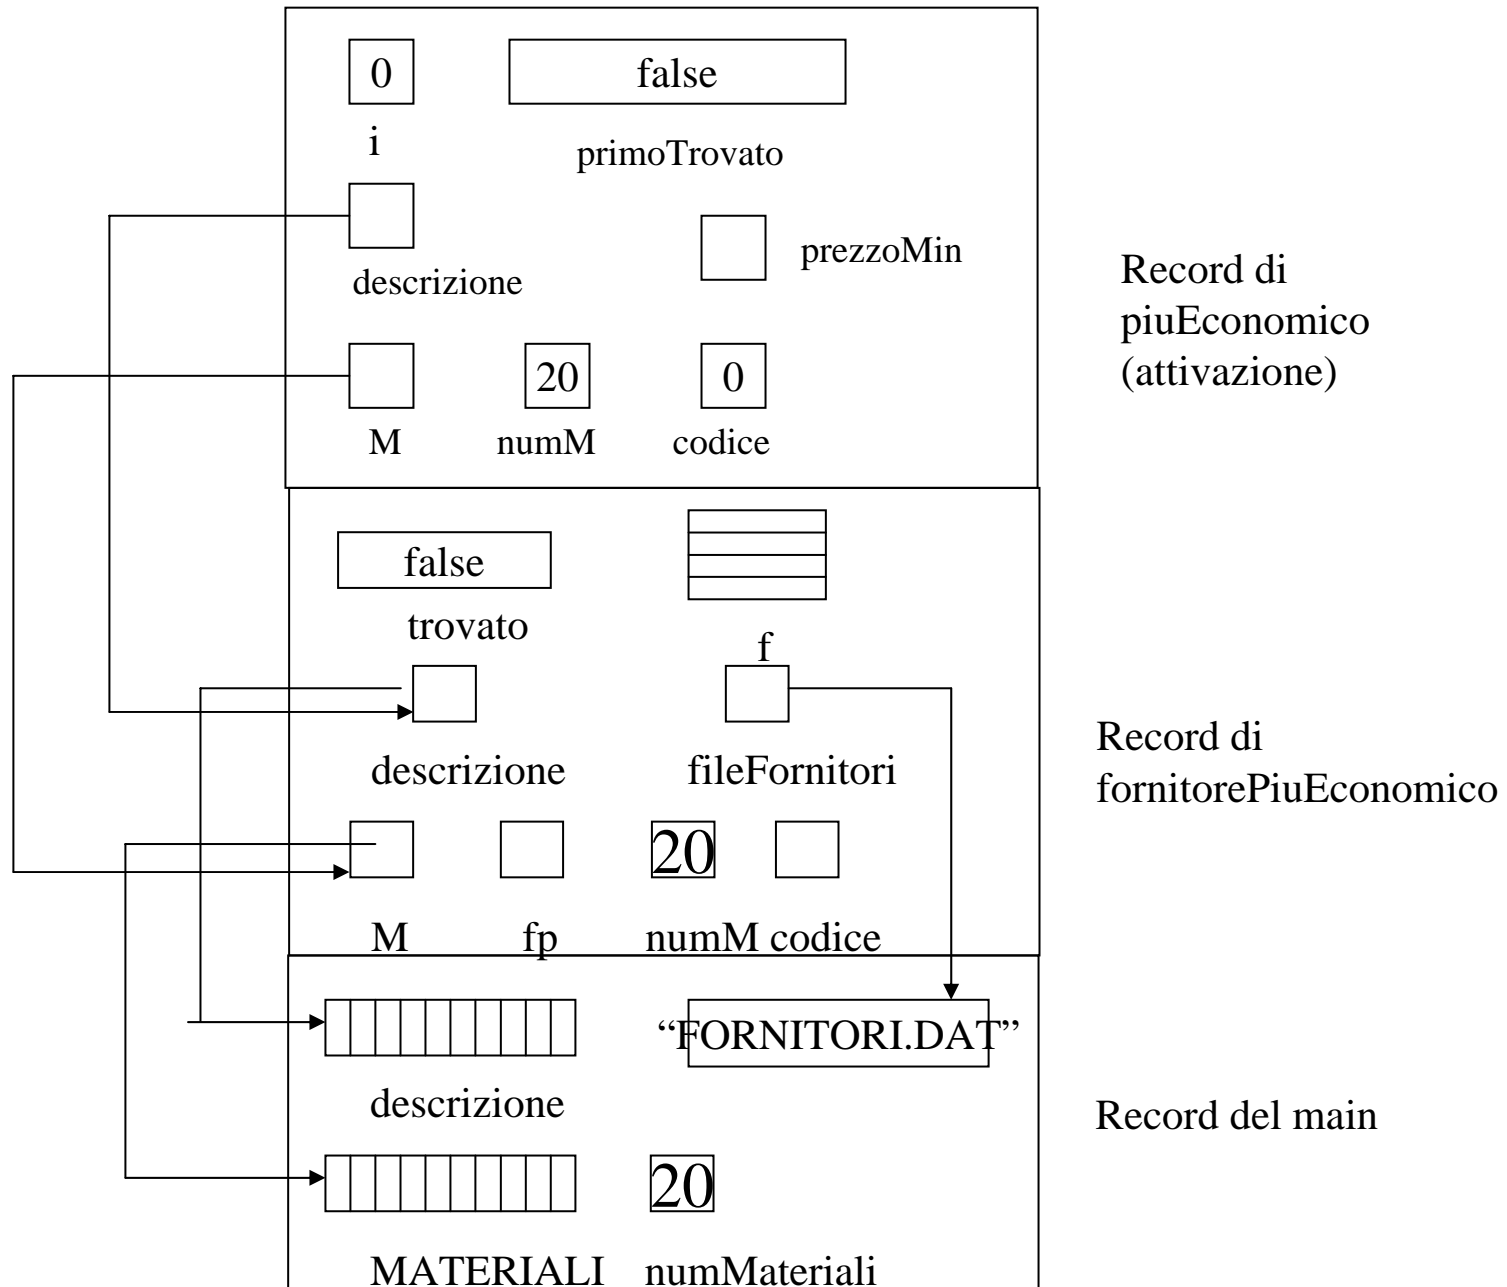 0 false
i
primoTrovato
prezzoMin
descrizione
Record di
piuEconomico
(attivazione)
20 0
M numM codice
false
trovato
f
descrizione fileFornitori
Record di
fornitorePiuEconomico
20
M fp numM codice
“FORNITORI.DAT”
descrizione
Record del main
20
MATERIALI numMateriali